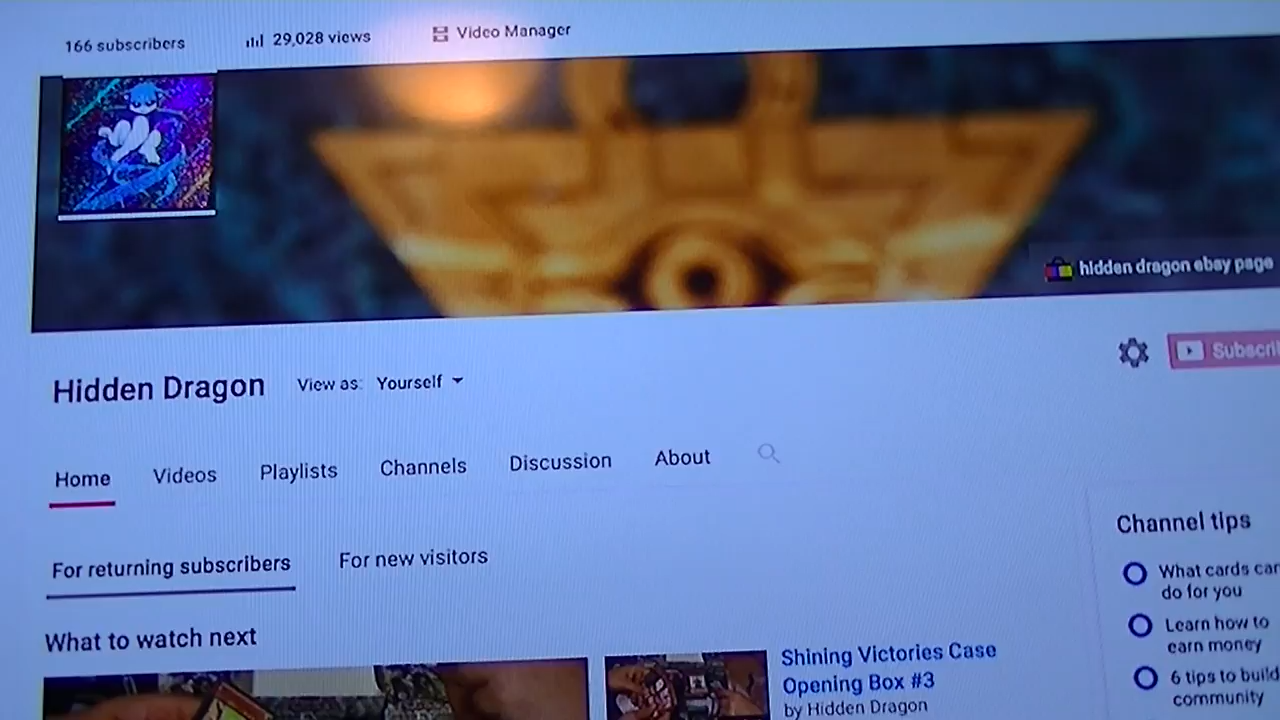 166 subscribers 29,028 views Video Manager
hidden dragon ebay page
Hidden Dragon View as: Yourself
Home Videos Playlists Channels Discussion About
For returning subscribers For new visitors
What to watch next
Shining Victories Case
Opening Box #3
by Hidden Dragon
Channel tips
What cards can
do for you
Learn how to
earn money
6 tips to build
community